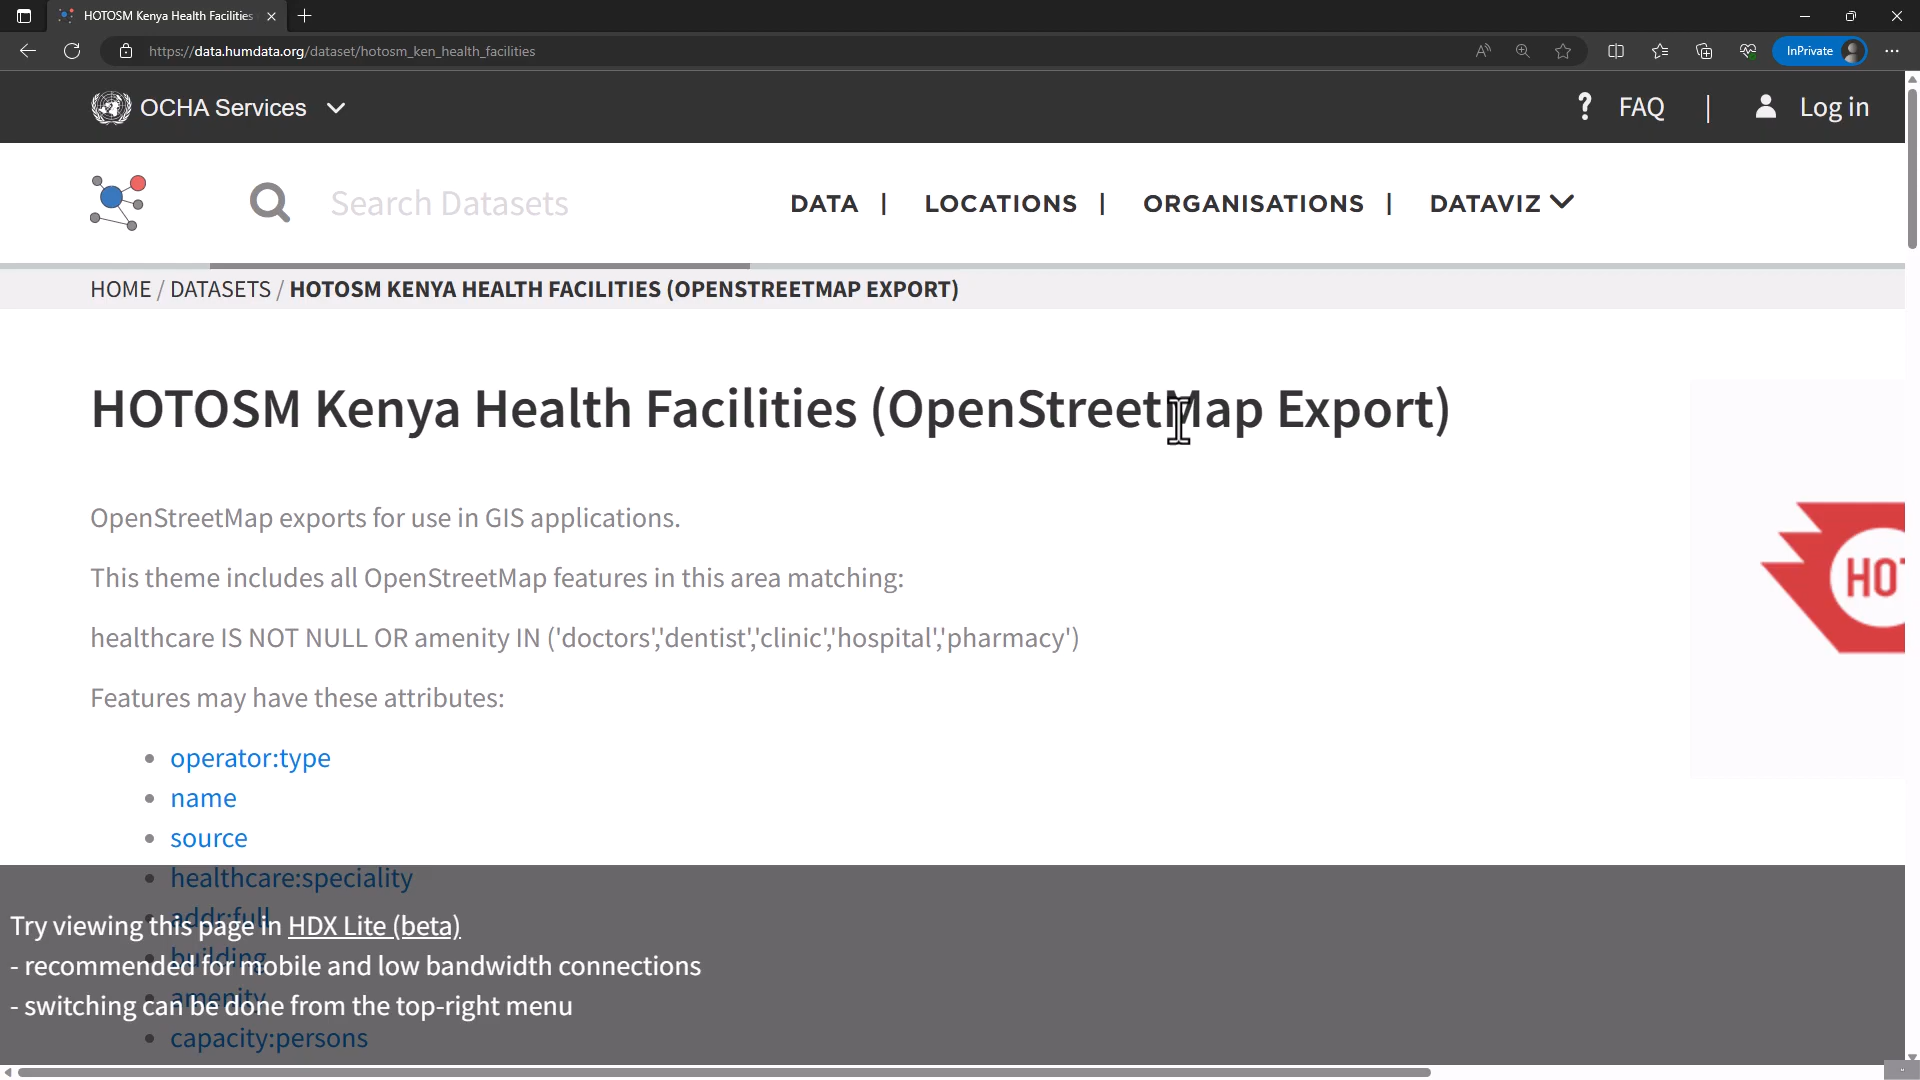 HOTOSM Kenya Health Facilities
https://data.humdata.org/dataset/hotosm_ken_health_facilities
InPrivate
OCHA Services
? FAQ | Log in
Search Datasets
DATA | LOCATIONS | ORGANISATIONS | DATAVIZ
HOME / DATASETS / HOTOSM KENYA HEALTH FACILITIES (OPENSTREETMAP EXPORT)
HOTOSM Kenya Health Facilities (OpenStreetMap Export)
OpenStreetMap exports for use in GIS applications.
This theme includes all OpenStreetMap features in this area matching:
HOT
healthcare IS NOT NULL OR amenity IN ('doctors','dentist','clinic','hospital','pharmacy')
Features may have these attributes:
operator:type
name
source
healthcare:speciality
addr:full
Try viewing this page in HDX Lite (beta)
building
- recommended for mobile and low bandwidth connections
amenity
- switching can be done from the top-right menu
capacity:persons